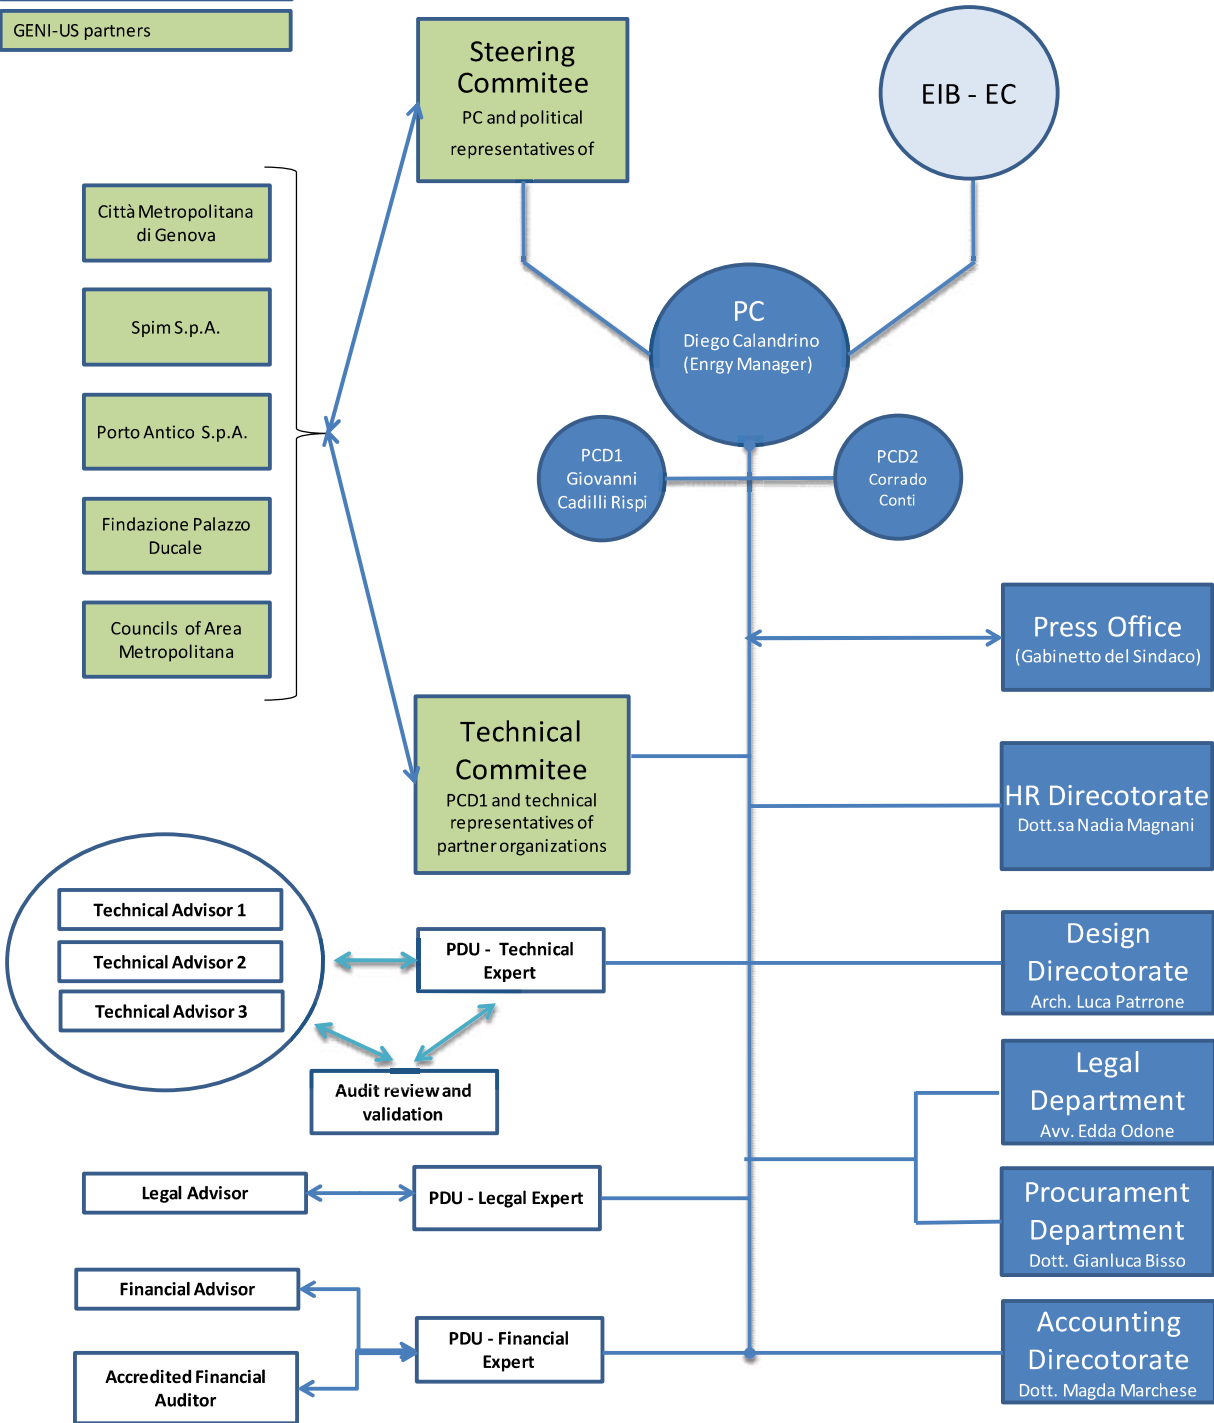 GENI-US partners
Steering
Commitee
PC and political
representatives of
EIB - EC
Città Metropolitana
di Genova
Spim S.p.A.
Porto Antico S.p.A.
Findazione Palazzo
Ducale
Councils of Area
Metropolitana
PC
Diego Calandrino
(Enrgy Manager)
PCD1
Giovanni
Cadilli Rispi
PCD2
Corrado
Conti
Press Office
(Gabinetto del Sindaco)
Technical
Commitee
PCD1 and technical
representatives of
partner organizations
HR Direcotorate
Dott.sa Nadia Magnani
Technical Advisor 1
Technical Advisor 2
Technical Advisor 3
PDU - Technical
Expert
Design
Direcotorate
Arch. Luca Patrrone
Audit review and
validation
Legal
Department
Avv. Edda Odone
Legal Advisor
PDU - Lecgal Expert
Procurament
Department
Dott. Gianluca Bisso
Financial Advisor
PDU - Financial
Expert
Accredited Financial
Auditor
Accounting
Direcotorate
Dott. Magda Marchese